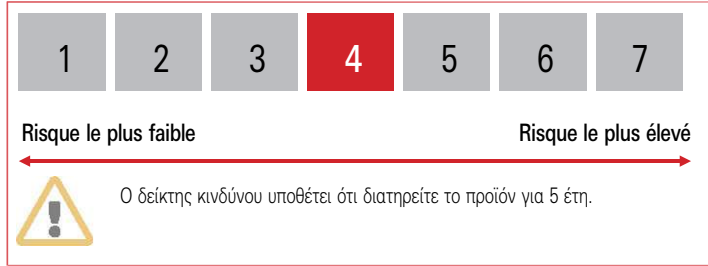 1 2 3 4 5 6 7
Risque le plus faible Risque le plus élevé
Ο δείκτης κινδύνου υποθέτει ότι διατηρείτε το προϊόν για 5 έτη.